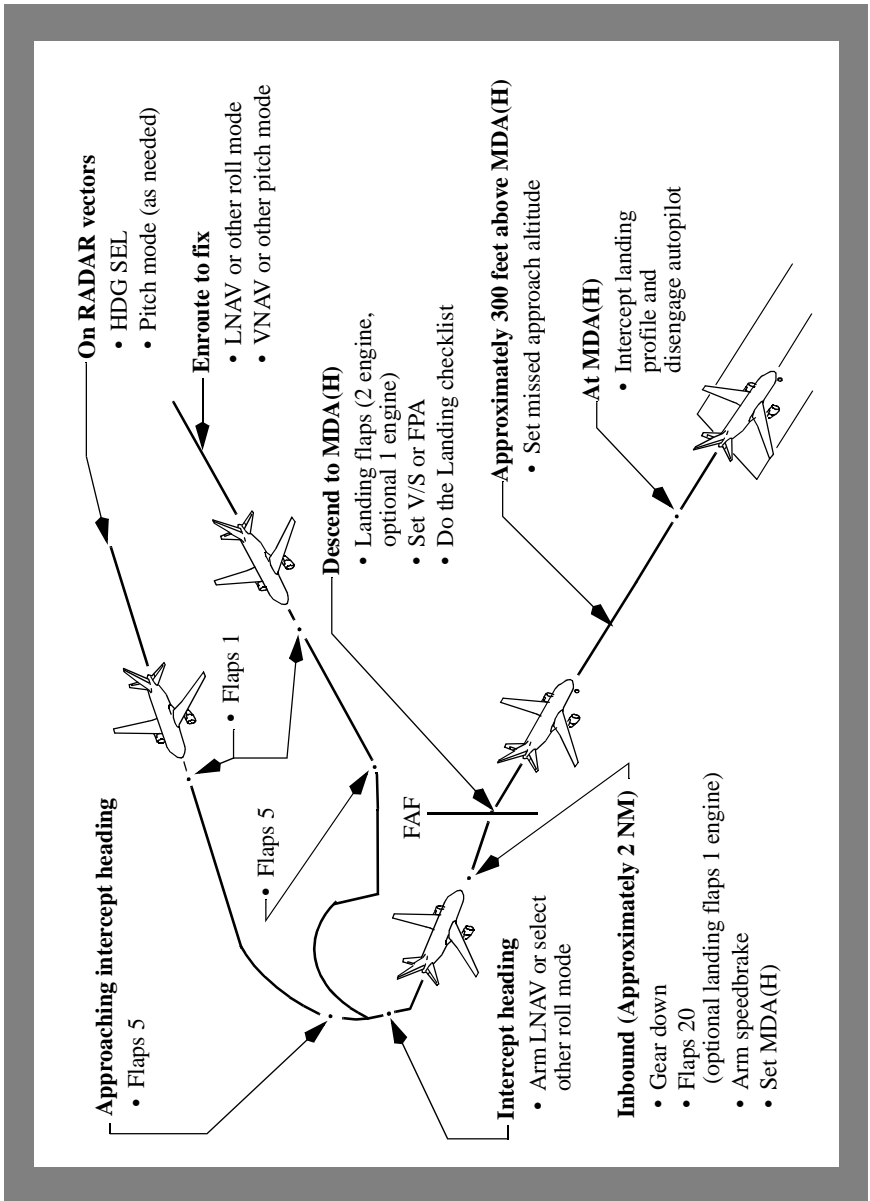 On RADAR vectors
• HDG SEL
• Pitch mode (as needed)
Enroute to fix
• LNAV or other roll mode
• VNAV or other pitch mode
• Flaps 1
Approaching intercept heading
• Flaps 5
• Flaps 5
Intercept heading
• Arm LNAV or select
other roll mode
Inbound (Approximately 2 NM)
• Gear down
• Flaps 20
(optional landing flaps 1 engine)
• Arm speedbrake
• Set MDA(H)
FAF
Descend to MDA(H)
• Landing flaps (2 engine,
optional 1 engine)
• Set V/S or FPA
• Do the Landing checklist
Approximately 300 feet above MDA(H)
• Set missed approach altitude
At MDA(H)
• Intercept landing
profile and
disengage autopilot